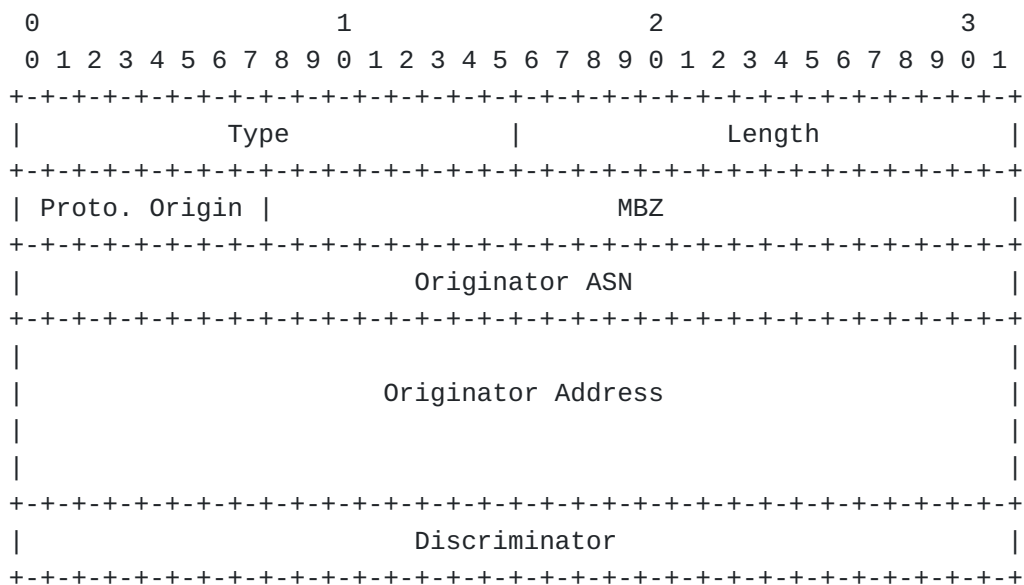 0                   1                   2                   3
 0 1 2 3 4 5 6 7 8 9 0 1 2 3 4 5 6 7 8 9 0 1 2 3 4 5 6 7 8 9 0 1
+-+-+-+-+-+-+-+-+-+-+-+-+-+-+-+-+-+-+-+-+-+-+-+-+-+-+-+-+-+-+-+-+
|             Type              |             Length            |
+-+-+-+-+-+-+-+-+-+-+-+-+-+-+-+-+-+-+-+-+-+-+-+-+-+-+-+-+-+-+-+-+
| Proto. Origin |                      MBZ                      |
+-+-+-+-+-+-+-+-+-+-+-+-+-+-+-+-+-+-+-+-+-+-+-+-+-+-+-+-+-+-+-+-+
|                         Originator ASN                        |
+-+-+-+-+-+-+-+-+-+-+-+-+-+-+-+-+-+-+-+-+-+-+-+-+-+-+-+-+-+-+-+-+
|                                                               |
|                       Originator Address                      |
|                                                               |
|                                                               |
+-+-+-+-+-+-+-+-+-+-+-+-+-+-+-+-+-+-+-+-+-+-+-+-+-+-+-+-+-+-+-+-+
|                         Discriminator                         |
+-+-+-+-+-+-+-+-+-+-+-+-+-+-+-+-+-+-+-+-+-+-+-+-+-+-+-+-+-+-+-+-+